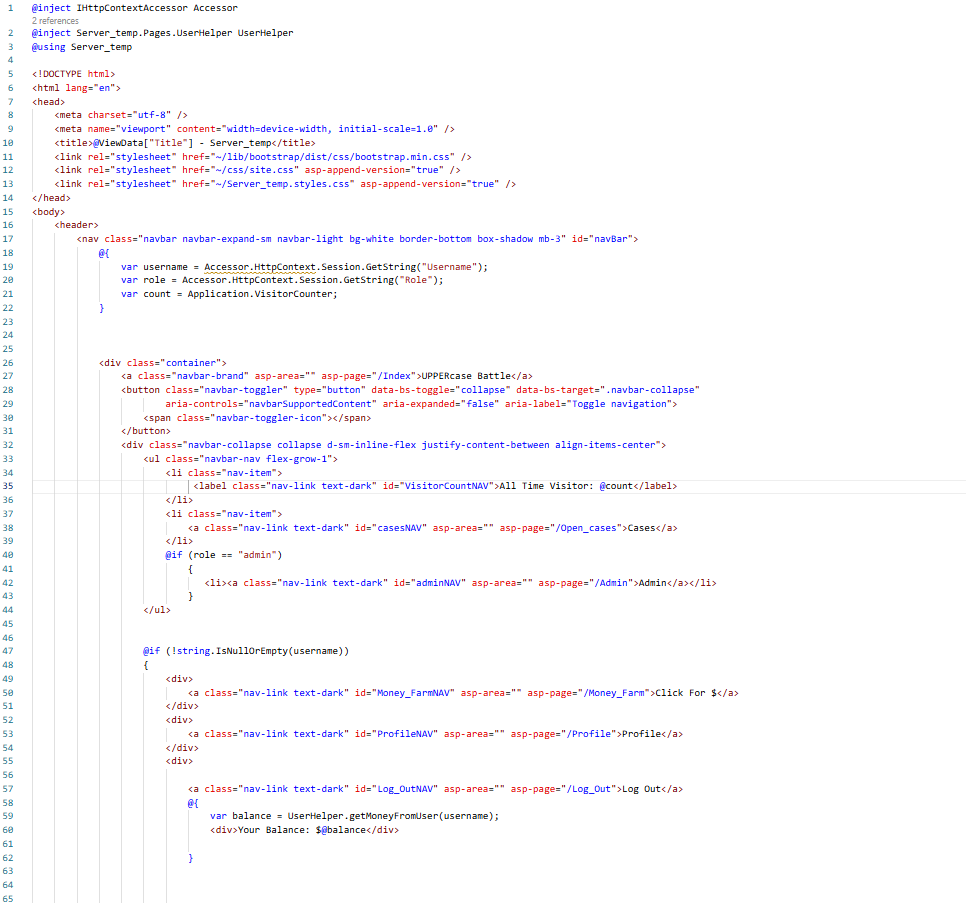 1 @inject IHttpContextAccessor Accessor
2 references
2 @inject Server_temp.Pages.UserHelper UserHelper
3 @using Server_temp
4
5 <!DOCTYPE html>
6 <html lang="en">
7 <head>
8 <meta charset="utf-8" />
9 <meta name="viewport" content="width=device-width, initial-scale=1.0" />
10 <title>@ViewData["Title"] - Server_temp</title>
11 <link rel="stylesheet" href="~/lib/bootstrap/dist/css/bootstrap.min.css" />
12 <link rel="stylesheet" href="~/css/site.css" asp-append-version="true" />
13 <link rel="stylesheet" href="~/Server_temp.styles.css" asp-append-version="true" />
14 </head>
15 <body>
16 <header>
17 <nav class="navbar navbar-expand-sm navbar-light bg-white border-bottom box-shadow mb-3" id="navBar">
18 @{
19 var username = Accessor.HttpContext.Session.GetString("Username");
20 var role = Accessor.HttpContext.Session.GetString("Role");
21 var count = Application.VisitorCounter;
22 }
23
24
25
26 <div class="container">
27 <a class="navbar-brand" asp-area="" asp-page="/Index">UPPERcase Battle</a>
28 <button class="navbar-toggler" type="button" data-bs-toggle="collapse" data-bs-target=".navbar-collapse"
29 aria-controls="navbarSupportedContent" aria-expanded="false" aria-label="Toggle navigation">
30 <span class="navbar-toggler-icon"></span>
31 </button>
32 <div class="navbar-collapse collapse d-sm-inline-flex justify-content-between align-items-center">
33 <ul class="navbar-nav flex-grow-1">
34 <li class="nav-item">
35 <label class="nav-link text-dark" id="VisitorCountNAV">All Time Visitor: @count</label>
36 </li>
37 <li class="nav-item">
38 <a class="nav-link text-dark" id="casesNAV" asp-area="" asp-page="/Open_cases">Cases</a>
39 </li>
40 @if (role == "admin")
41 {
42 <li><a class="nav-link text-dark" id="adminNAV" asp-area="" asp-page="/Admin">Admin</a></li>
43 }
44 </ul>
45
46
47 @if (!string.IsNullOrEmpty(username))
48 {
49 <div>
50 <a class="nav-link text-dark" id="Money_FarmNAV" asp-area="" asp-page="/Money_Farm">Click For $</a>
51 </div>
52 <div>
53 <a class="nav-link text-dark" id="ProfileNAV" asp-area="" asp-page="/Profile">Profile</a>
54 </div>
55 <div>
56
57 <a class="nav-link text-dark" id="Log_OutNAV" asp-area="" asp-page="/Log_Out">Log Out</a>
58 @{
59 var balance = UserHelper.getMoneyFromUser(username);
60 <div>Your Balance: $@balance</div>
61
62 }
63
64
65